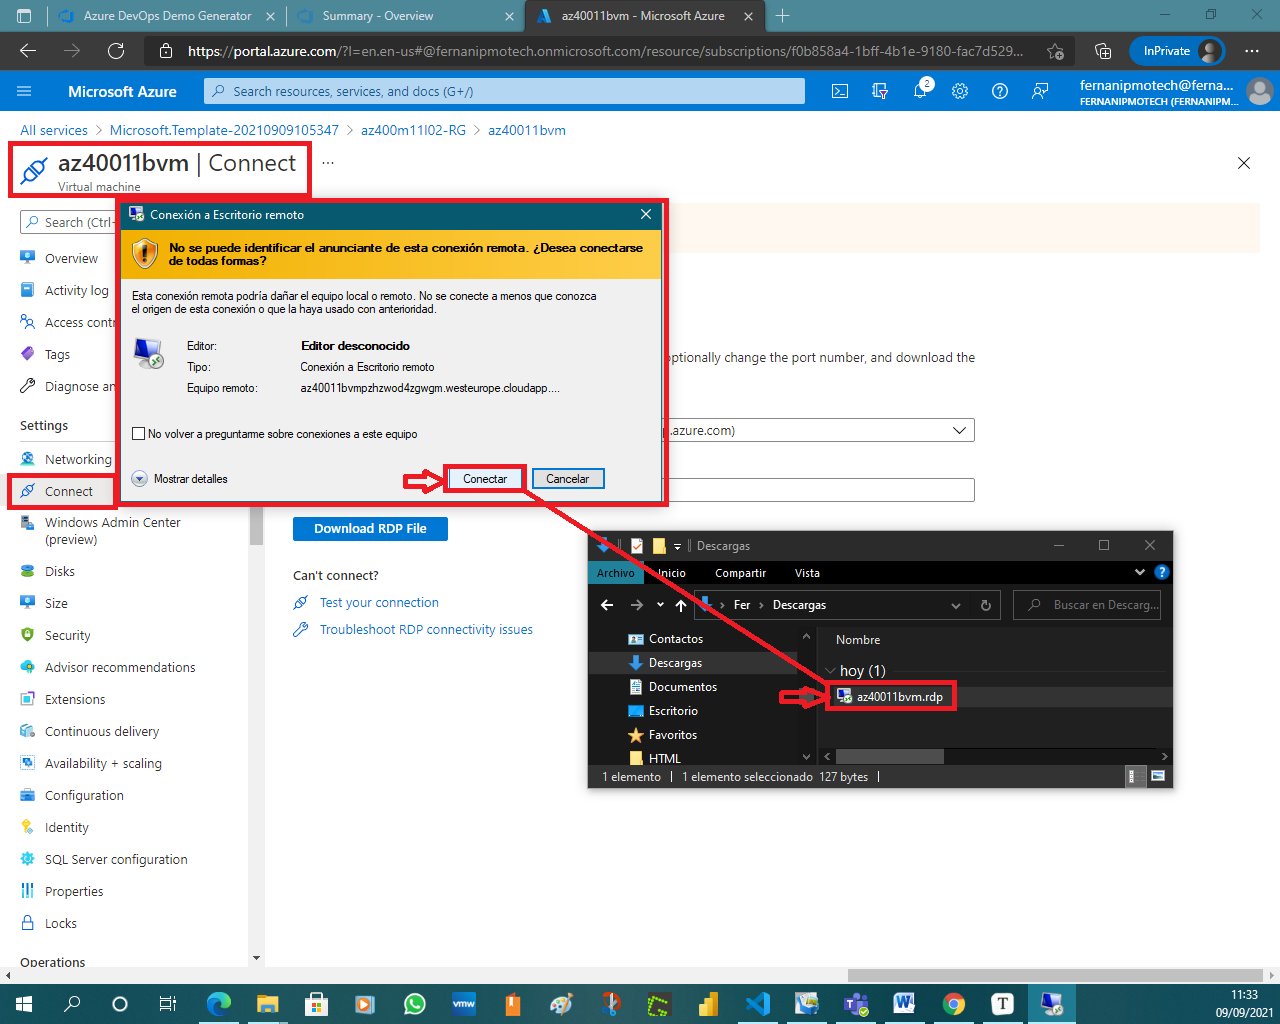 Azure DevOps Demo Generator
Summary - Overview
az40011bvm - Microsoft Azure
https://portal.azure.com/?l=en.en-us#@fernanipmotech.onmicrosoft.com/resource/subscriptions/f0b858a4-1bff-4b1e-9180-fac7d529...
InPrivate
Microsoft Azure
Search resources, services, and docs (G+/)
2
fernanipmotech@ferna...
FERNANIPMOTECH (FERNANIPM...
All services > Microsoft.Template-20210909105347 > az400m11l02-RG > az40011bvm
az40011bvm | Connect ...
Virtual machine
Search (Ctrl+
Overview
Activity log
Access contr
Tags
Diagnose an
Settings
Networking
Connect
Windows Admin Center
(preview)
Disks
Size
Security
Advisor recommendations
Extensions
Continuous delivery
Availability + scaling
Configuration
Identity
SQL Server configuration
Properties
Locks
Operations
Conexión a Escritorio remoto
No se puede identificar el anunciante de esta conexión remota. ¿Desea conectarse
de todas formas?
Esta conexión remota podría dañar el equipo local o remoto. No se conecte a menos que conozca
el origen de esta conexión o que la haya usado con anterioridad.
Editor: Editor desconocido
Tipo: Conexión a Escritorio remoto
Equipo remoto: az40011bvmpzhzwod4zgwgm.westeurope.cloudapp....
No volver a preguntarme sobre conexiones a este equipo
Mostrar detalles
Conectar
Cancelar
optionally change the port number, and download the
.azure.com)
Download RDP File
Can't connect?
Test your connection
Troubleshoot RDP connectivity issues
Descargas
Archivo
Inicio
Compartir
Vista
Fer > Descargas
Buscar en Descarg...
Contactos
Descargas
Documentos
Escritorio
Favoritos
HTML
Nombre
hoy (1)
az40011bvm.rdp
1 elemento
1 elemento seleccionado 127 bytes
vmw
W
T
11:33
09/09/2021